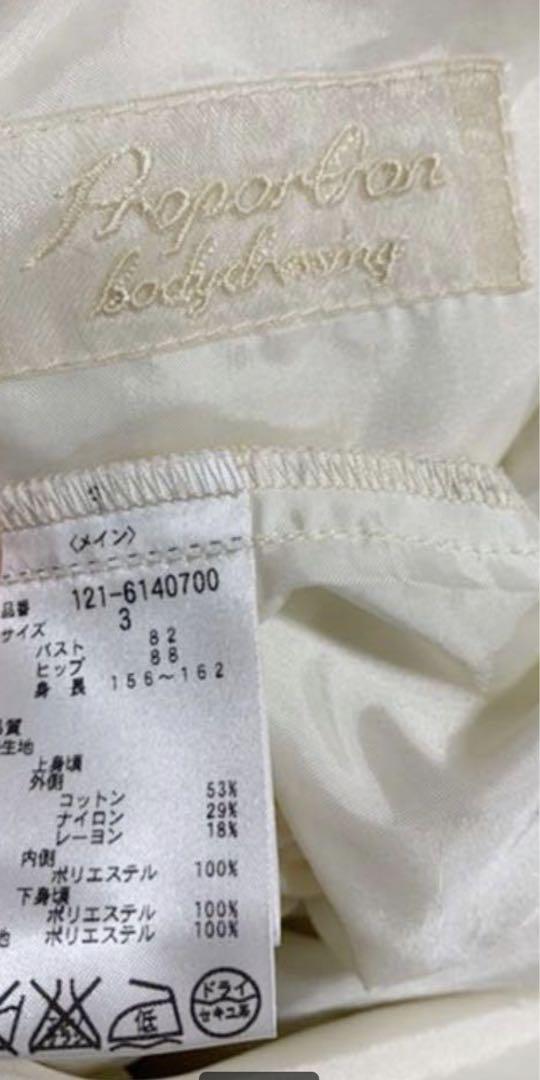 Proportion
bodydressing
〈メイン〉
品番 121-6140700
サイズ 3
バスト 82
ヒップ 88
身長 156〜162
質
生地
上身頃
外側
コットン 53%
ナイロン 29%
レーヨン 18%
内側
ポリエステル 100%
下身頃
ポリエステル 100%
地 ポリエステル 100%
低
ドライ
セキユ系